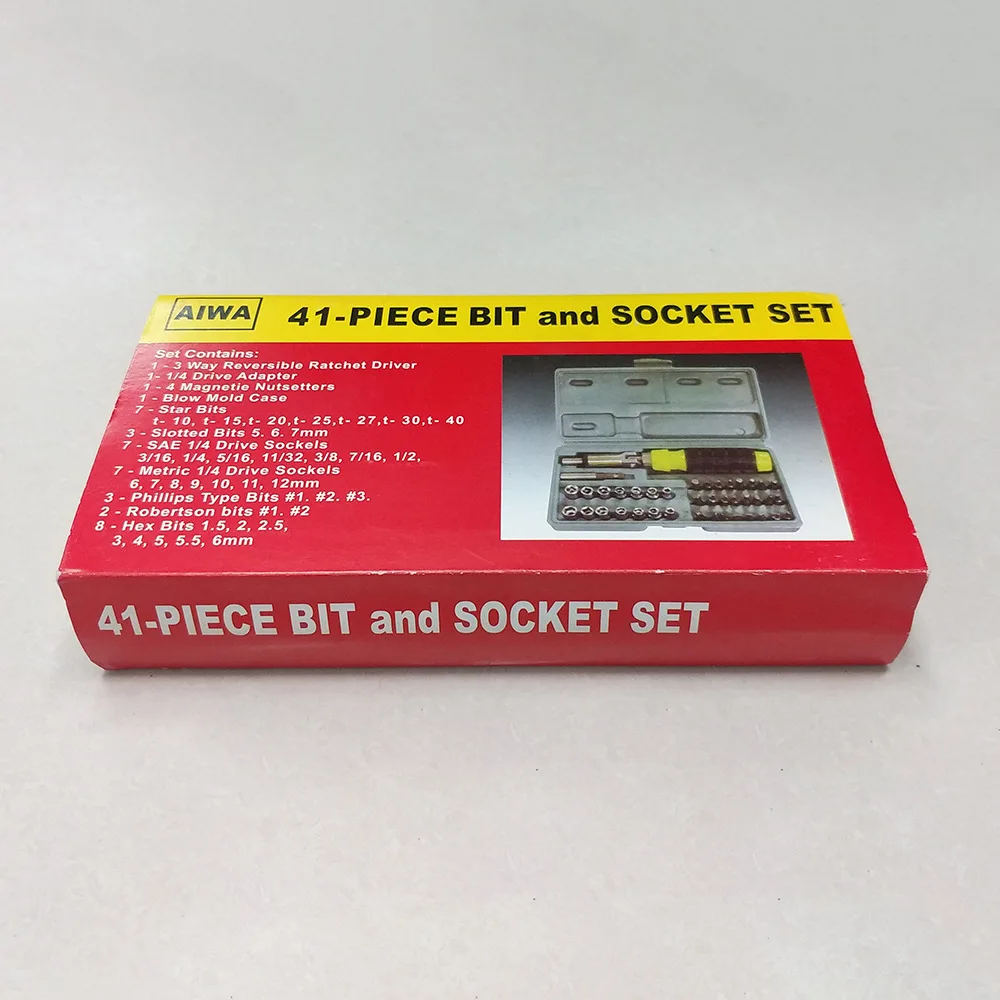 AIWA 41-PIECE BIT and SOCKET SET
Set Contains:
1 - 3 Way Reversible Ratchet Driver
1- 1/4 Drive Adapter
1 - 4 Magnetie Nutsetters
1 - Blow Mold Case
7 - Star Bits
t- 10, t- 15,t- 20,t- 25,t- 27,t- 30,t- 40
3 - Slotted Bits 5. 6. 7mm
7 - SAE 1/4 Drive Sockels
3/16, 1/4, 5/16, 11/32, 3/8, 7/16, 1/2,
7 - Metric 1/4 Drive Sockels
6, 7, 8, 9, 10, 11, 12mm
3 - Phillips Type Bits #1. #2. #3.
2 - Robertson bits #1. #2
8 - Hex Bits 1.5, 2, 2.5,
3, 4, 5, 5.5, 6mm
41-PIECE BIT and SOCKET SET